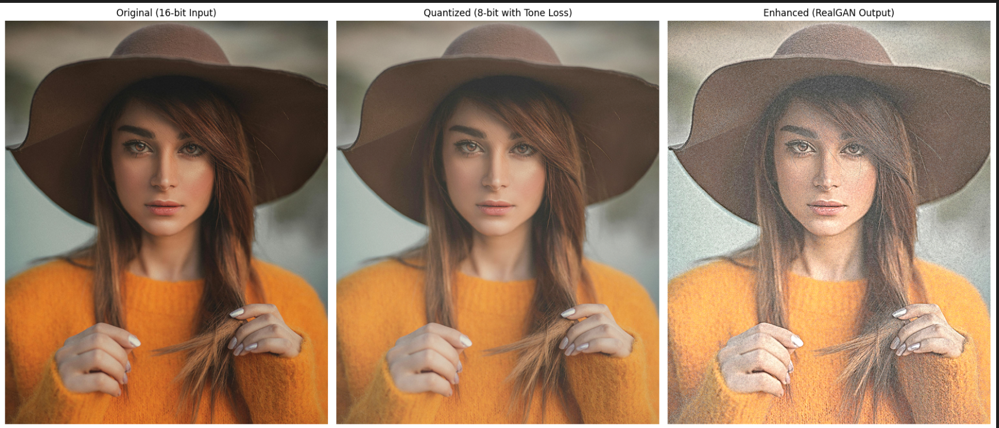 Original (16-bit Input)
Quantized (8-bit with Tone Loss)
Enhanced (RealGAN Output)